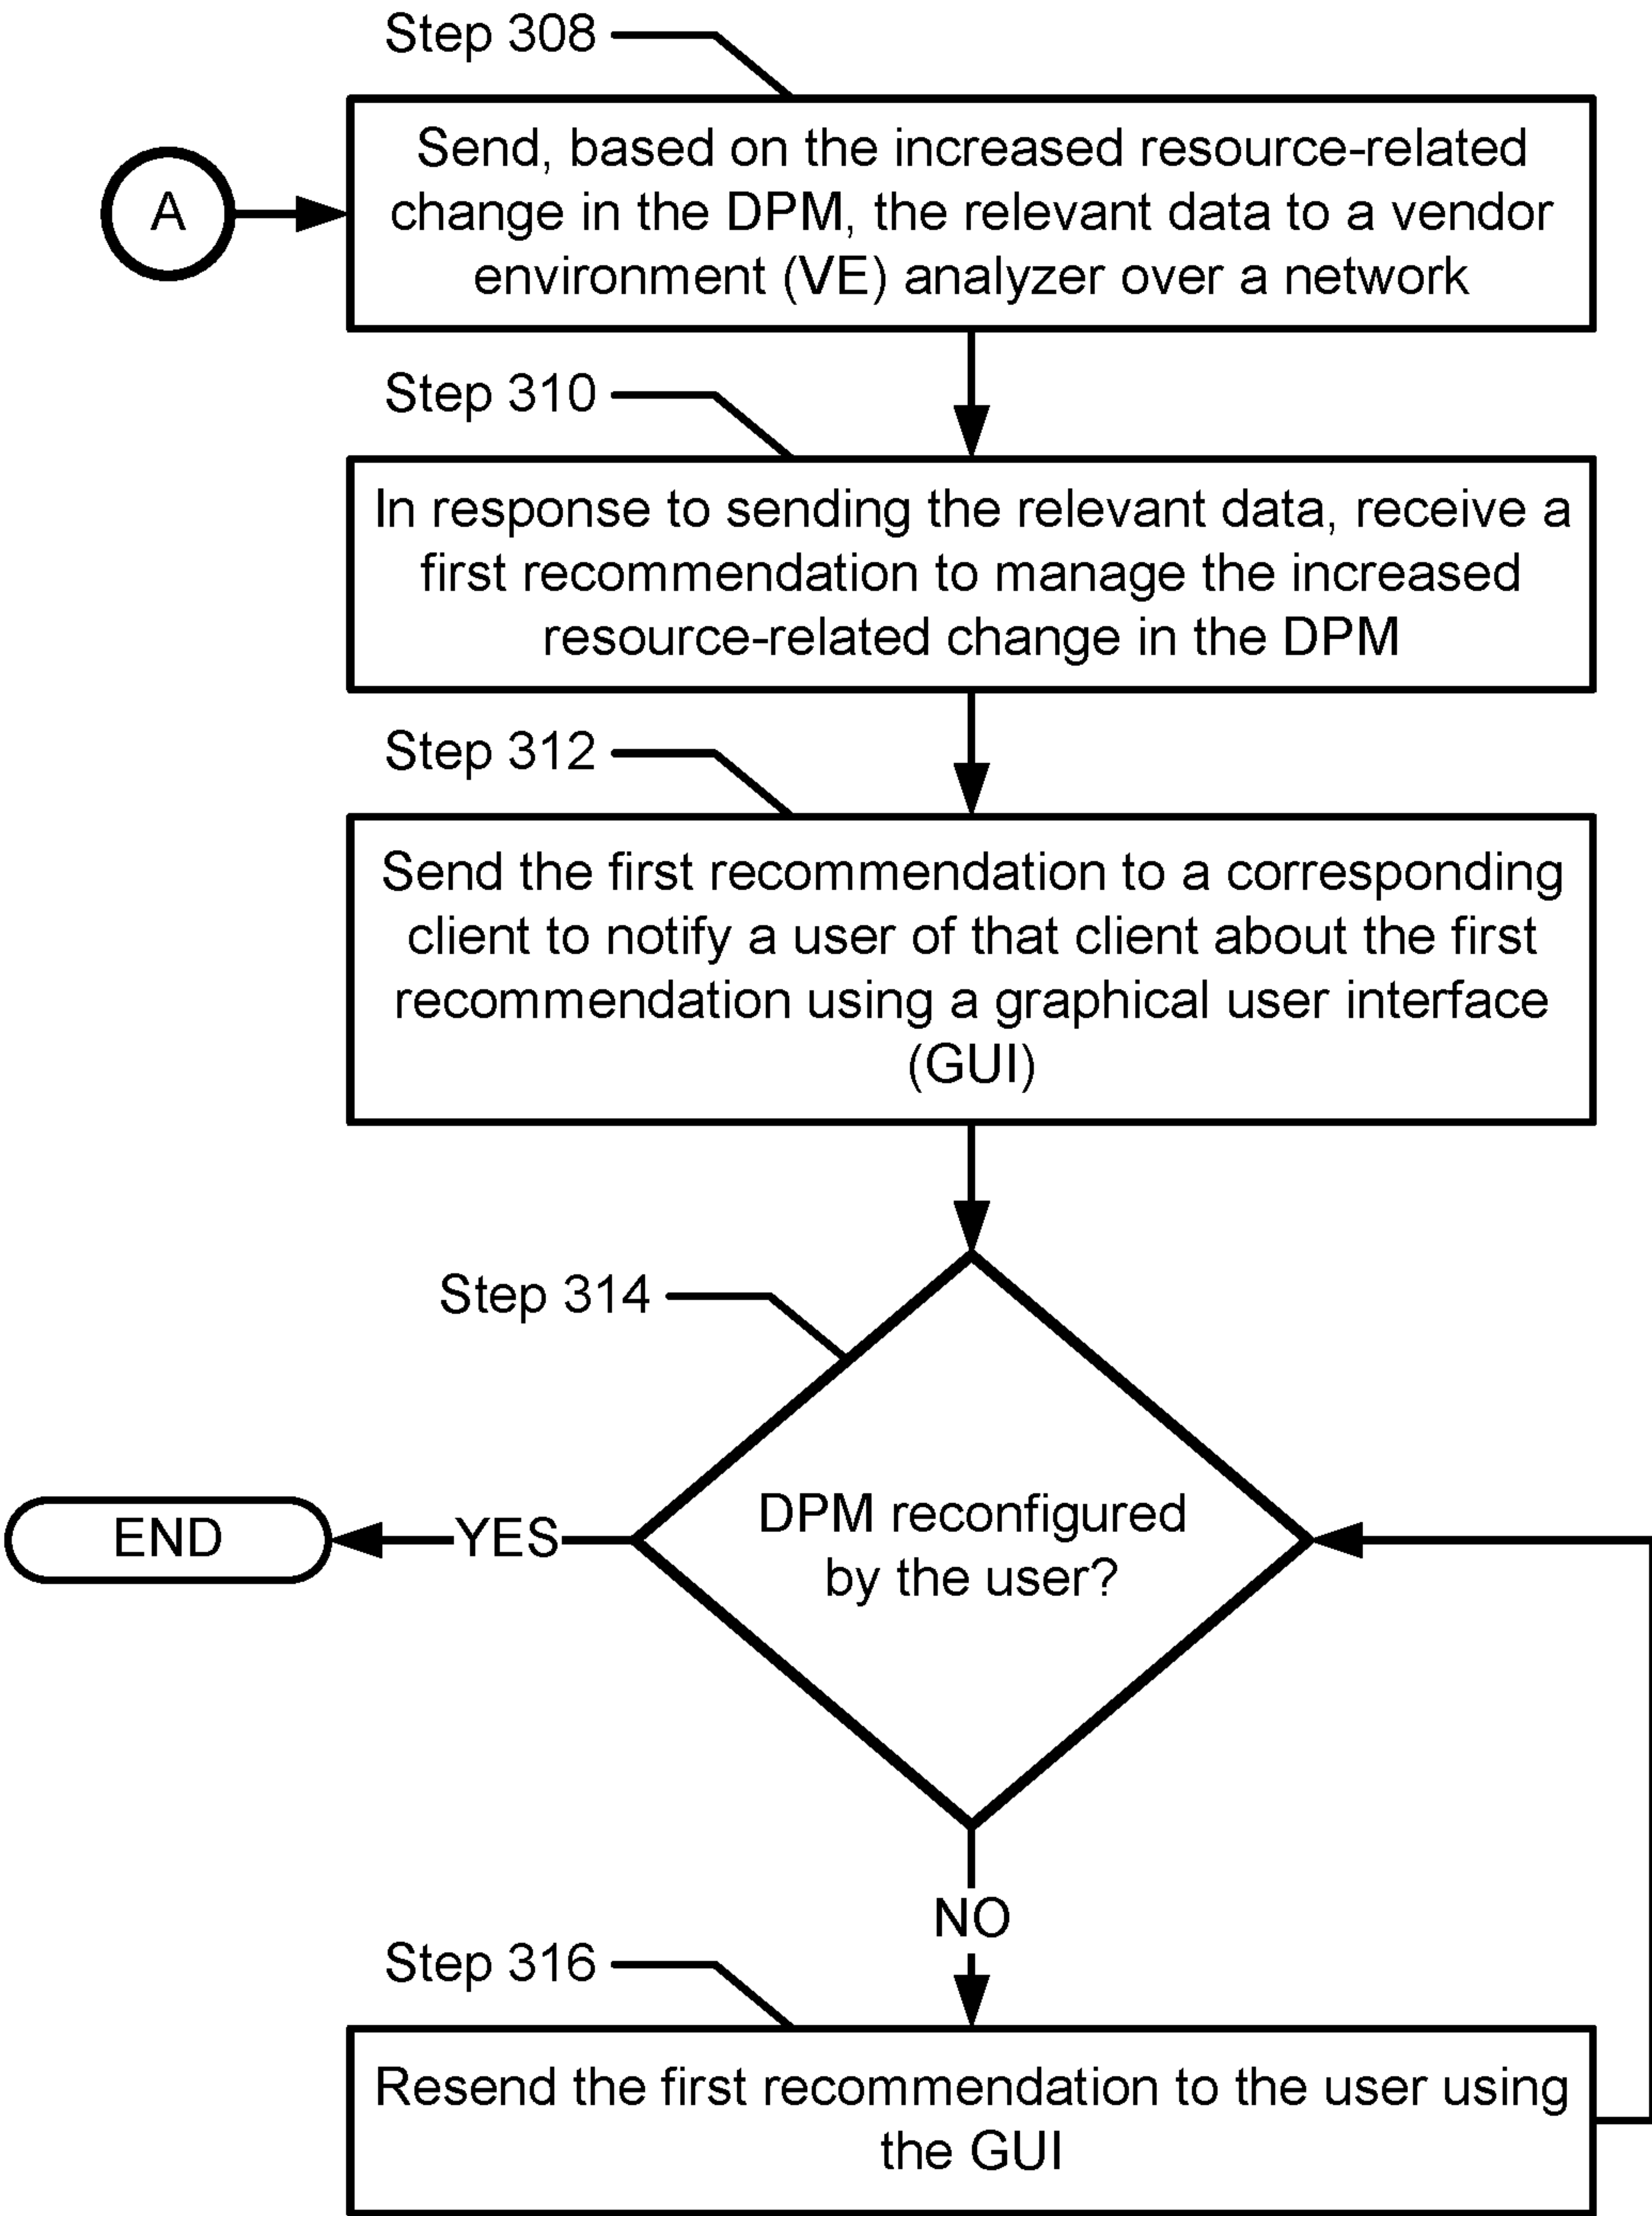 Step 308
A
Send, based on the increased resource-related
change in the DPM, the relevant data to a vendor
environment (VE) analyzer over a network
Step 310
In response to sending the relevant data, receive a
first recommendation to manage the increased
resource-related change in the DPM
Step 312
Send the first recommendation to a corresponding
client to notify a user of that client about the first
recommendation using a graphical user interface
(GUI)
Step 314
DPM reconfigured
by the user?
YES
END
NO
Step 316
Resend the first recommendation to the user using
the GUI